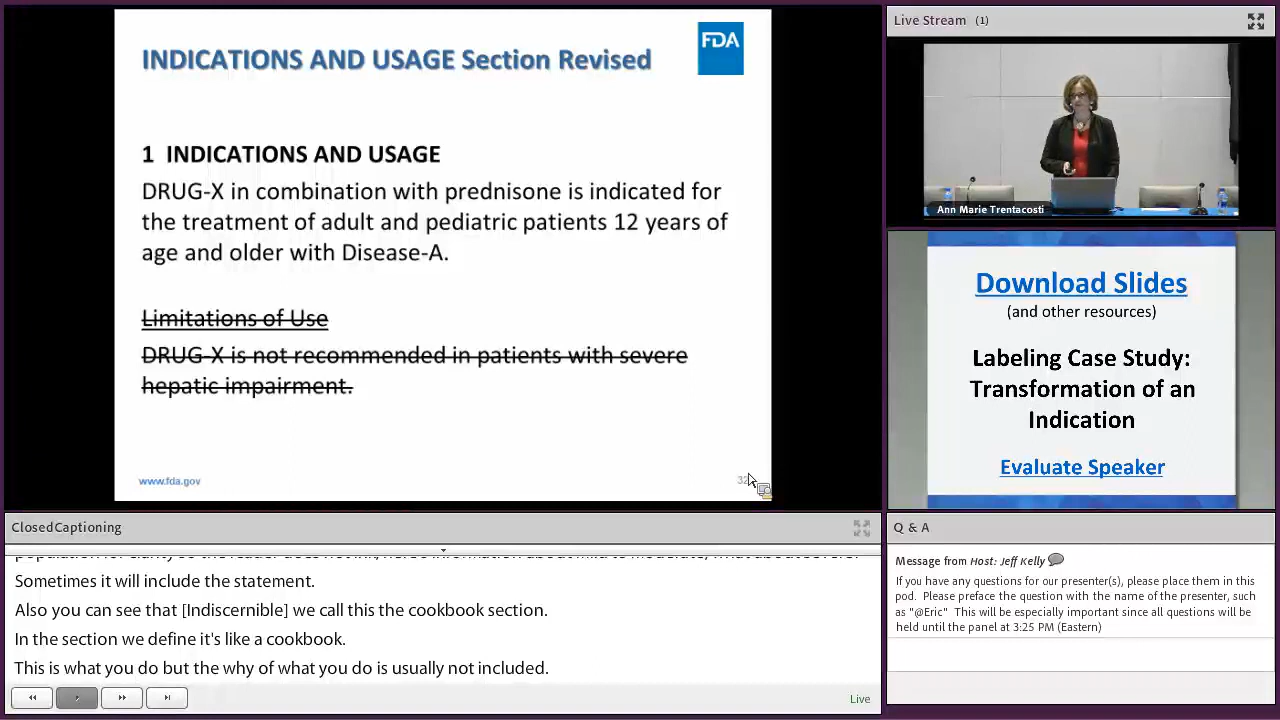 INDICATIONS AND USAGE Section Revised
FDA
1 INDICATIONS AND USAGE
DRUG-X in combination with prednisone is indicated for
the treatment of adult and pediatric patients 12 years of
age and older with Disease-A.
Limitations of Use
DRUG-X is not recommended in patients with severe
hepatic impairment.
www.fda.gov
Live Stream (1)
Ann Marie Trentacosti
Download Slides
(and other resources)
Labeling Case Study:
Transformation of an
Indication
Evaluate Speaker
ClosedCaptioning
Sometimes it will include the statement.
Also you can see that [Indiscernible] we call this the cookbook section.
In the section we define it's like a cookbook.
This is what you do but the why of what you do is usually not included.
Live
Q & A
Message from Host: Jeff Kelly
If you have any questions for our presenter(s), please place them in this
pod. Please preface the question with the name of the presenter, such
as "@Eric" This will be especially important since all questions will be
held until the panel at 3:25 PM (Eastern)